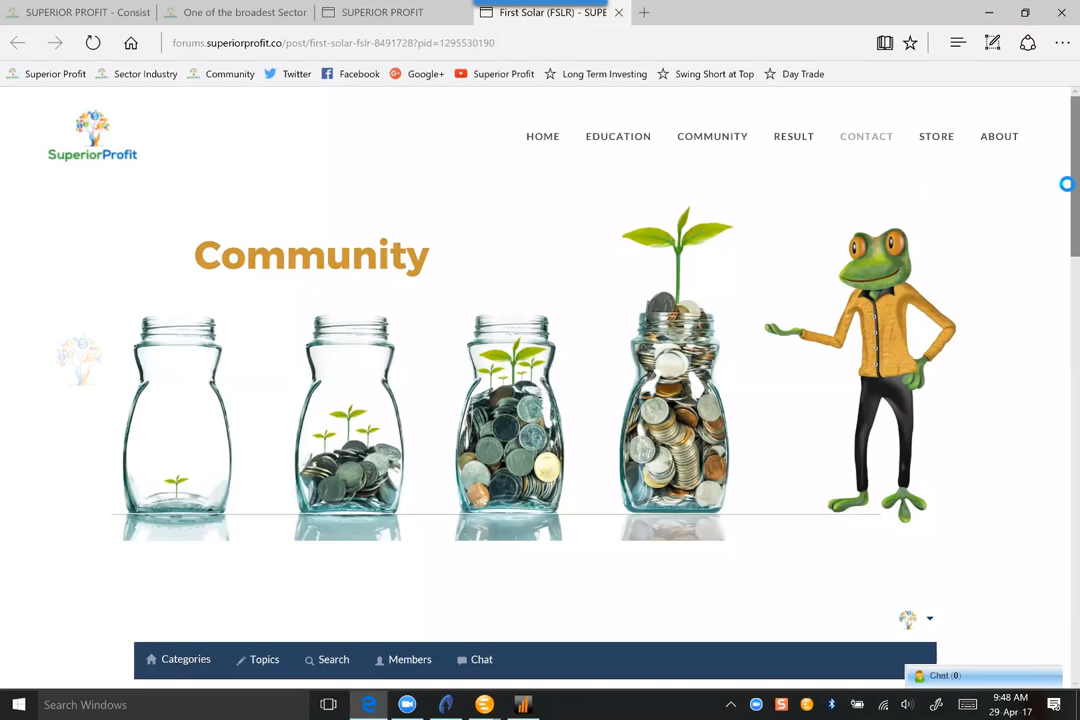 SUPERIOR PROFIT - Consist
One of the broadest Sector
SUPERIOR PROFIT
First Solar (FSLR) - SUPE
forums.superiorprofit.co/post/first-solar-fslr-8491728?pid=1295530190
Superior Profit
Sector Industry
Community
Twitter
Facebook
Google+
Superior Profit
Long Term Investing
Swing Short at Top
Day Trade
SuperiorProfit
HOME
EDUCATION
COMMUNITY
RESULT
CONTACT
STORE
ABOUT
Community
Categories
Topics
Search
Members
Chat
Chat (0)
Search Windows
9:48 AM
29 Apr 17